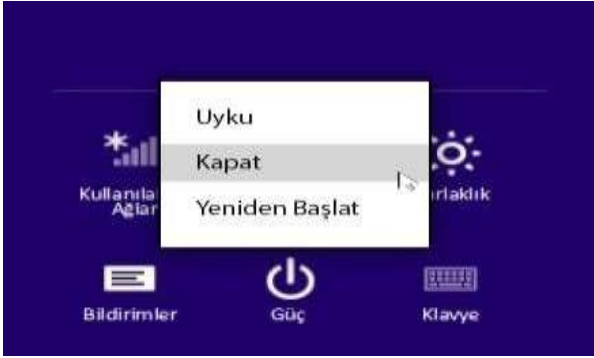 Uyku
Kapat
Yeniden Başlat
Kullanıla
Ağlar
rlaklık
Bildirimler
Güç
Klavye